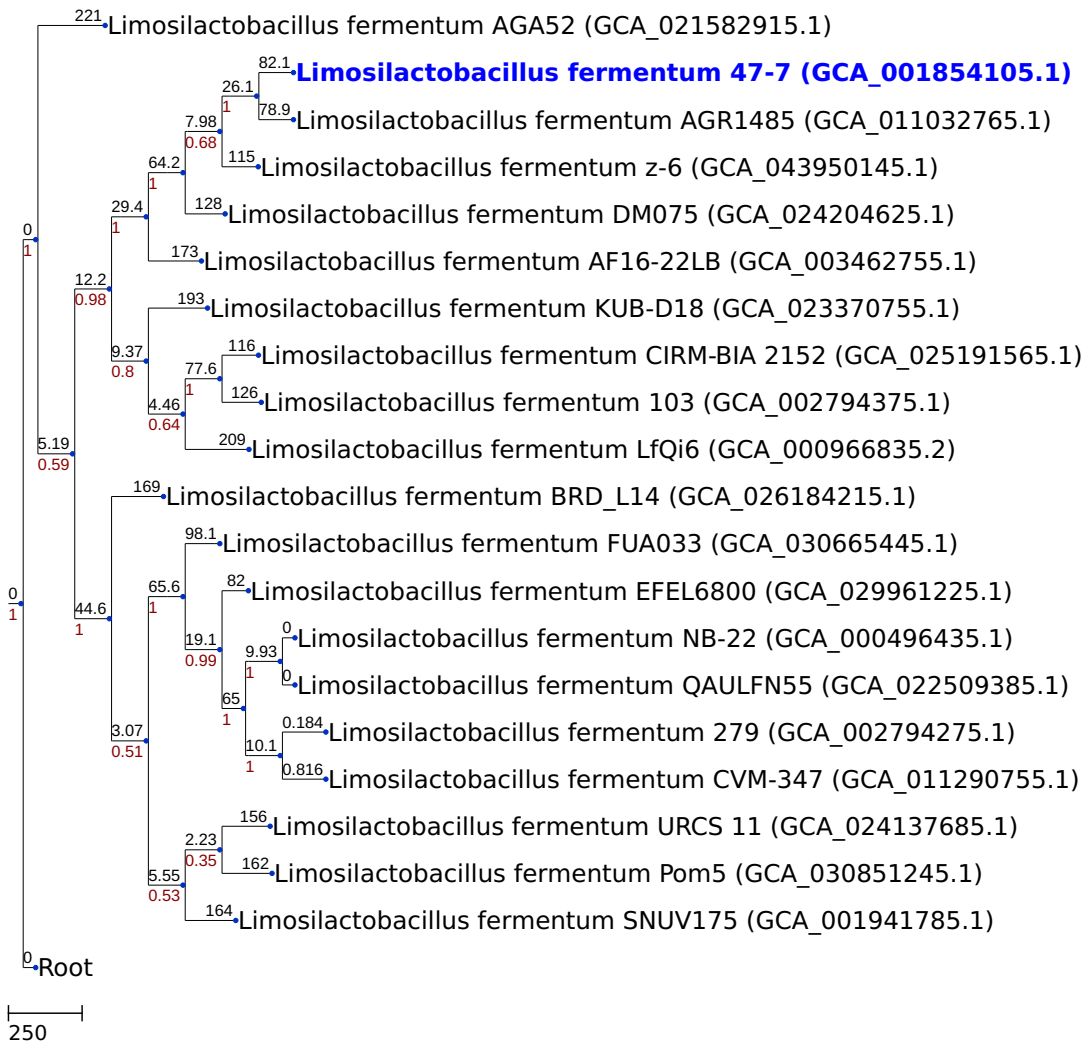 221
Limosilactobacillus fermentum AGA52 (GCA_021582915.1)
82.1
Limosilactobacillus fermentum 47-7 (GCA_001854105.1)
26.1
1
78.9
Limosilactobacillus fermentum AGR1485 (GCA_011032765.1)
7.98
0.68
115
Limosilactobacillus fermentum z-6 (GCA_043950145.1)
64.2
1
128
Limosilactobacillus fermentum DM075 (GCA_024204625.1)
29.4
1
173
Limosilactobacillus fermentum AF16-22LB (GCA_003462755.1)
0
1
12.2
0.98
193
Limosilactobacillus fermentum KUB-D18 (GCA_023370755.1)
9.37
0.8
116
Limosilactobacillus fermentum CIRM-BIA 2152 (GCA_025191565.1)
77.6
1
126
Limosilactobacillus fermentum 103 (GCA_002794375.1)
4.46
0.64
209
Limosilactobacillus fermentum LfQi6 (GCA_000966835.2)
5.19
0.59
169
Limosilactobacillus fermentum BRD_L14 (GCA_026184215.1)
98.1
Limosilactobacillus fermentum FUA033 (GCA_030665445.1)
65.6
1
82
Limosilactobacillus fermentum EFEL6800 (GCA_029961225.1)
0
1
44.6
1
19.1
0.99
0
Limosilactobacillus fermentum NB-22 (GCA_000496435.1)
9.93
1
0
Limosilactobacillus fermentum QAULFN55 (GCA_022509385.1)
65
1
0.184
Limosilactobacillus fermentum 279 (GCA_002794275.1)
3.07
0.51
10.1
1
0.816
Limosilactobacillus fermentum CVM-347 (GCA_011290755.1)
156
Limosilactobacillus fermentum URCS 11 (GCA_024137685.1)
2.23
0.35
162
Limosilactobacillus fermentum Pom5 (GCA_030851245.1)
5.55
0.53
164
Limosilactobacillus fermentum SNUV175 (GCA_001941785.1)
0
Root
250